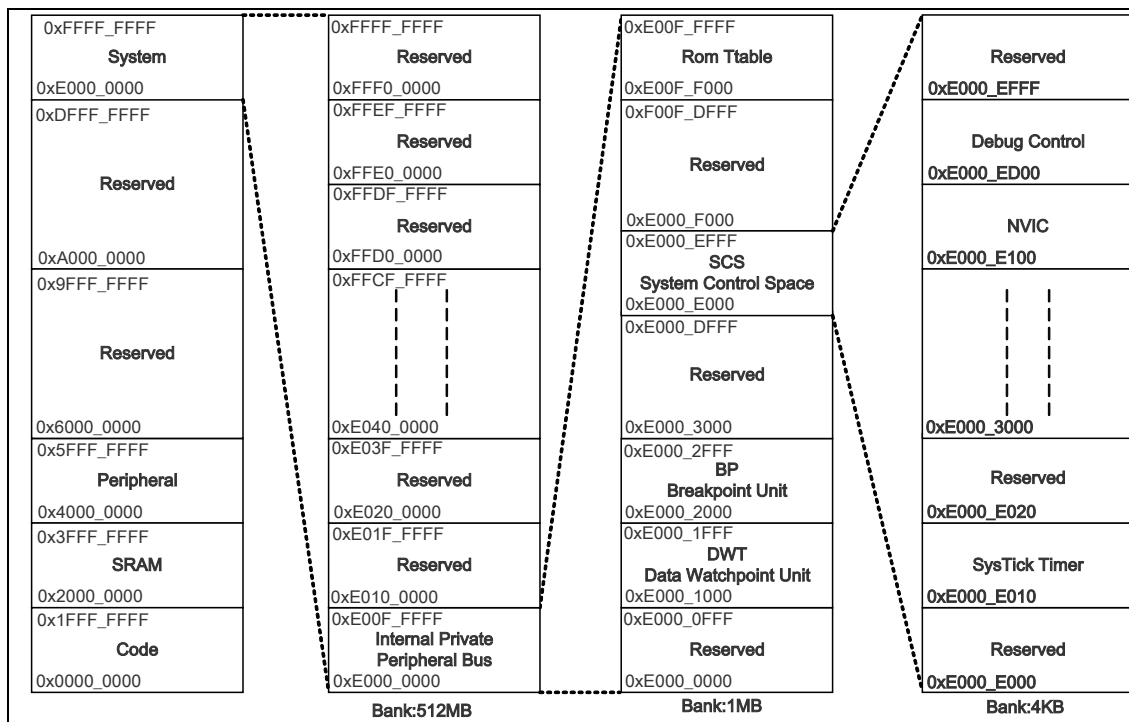 0xFFFF_FFFF
System
0xE000_0000
0xDFFF_FFFF
Reserved
0xA000_0000
0x9FFF_FFFF
Reserved
0x6000_0000
0x5FFF_FFFF
Peripheral
0x4000_0000
0x3FFF_FFFF
SRAM
0x2000_0000
0x1FFF_FFFF
Code
0x0000_0000
0xFFFF_FFFF
Reserved
0xFFF0_0000
0xFFEF_FFFF
Reserved
0xFFE0_0000
0xFFDF_FFFF
Reserved
0xFFD0_0000
0xFFCF_FFFF
0xE040_0000
0xE03F_FFFF
Reserved
0xE020_0000
0xE01F_FFFF
Reserved
0xE010_0000
0xE00F_FFFF
Internal Private
Peripheral Bus
0xE000_0000
Bank:512MB
0xE00F_FFFF
Rom Ttable
0xE00F_F000
0xF00F_DFFF
Reserved
0xE000_F000
0xE000_EFFF
SCS
System Control Space
0xE000_E000
0xE000_DFFF
Reserved
0xE000_3000
0xE000_2FFF
BP
Breakpoint Unit
0xE000_2000
0xE000_1FFF
DWT
Data Watchpoint Unit
0xE000_1000
0xE000_0FFF
Reserved
0xE000_0000
Bank:1MB
Reserved
0xE000_EFFF
Debug Control
0xE000_ED00
NVIC
0xE000_E100
0xE000_3000
Reserved
0xE000_E020
SysTick Timer
0xE000_E010
Reserved
0xE000_E000
Bank:4KB